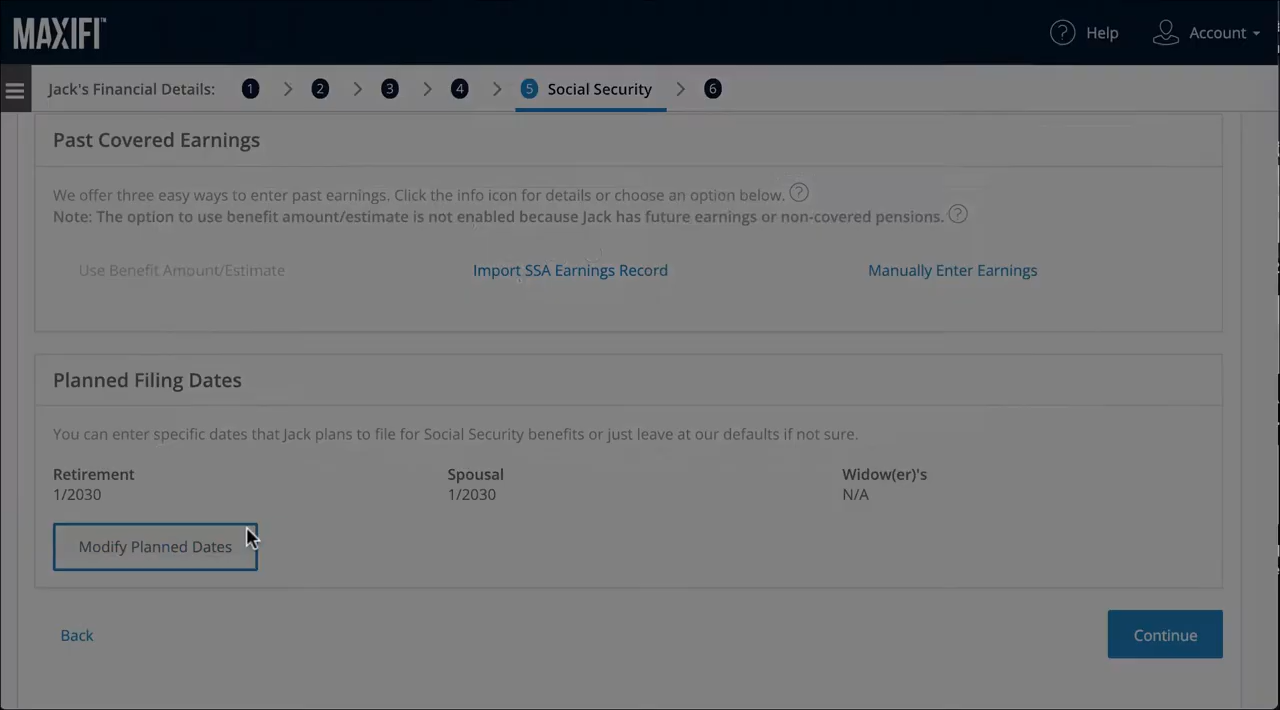 MAXIFI™
? Help
Account
Jack's Financial Details: 1 > 2 > 3 > 4 > 5 Social Security > 6
Past Covered Earnings
We offer three easy ways to enter past earnings. Click the info icon for details or choose an option below. ?
Note: The option to use benefit amount/estimate is not enabled because Jack has future earnings or non-covered pensions. ?
Use Benefit Amount/Estimate
Import SSA Earnings Record
Manually Enter Earnings
Planned Filing Dates
You can enter specific dates that Jack plans to file for Social Security benefits or just leave at our defaults if not sure.
Retirement
1/2030
Spousal
1/2030
Widow(er)'s
N/A
Modify Planned Dates
Back
Continue